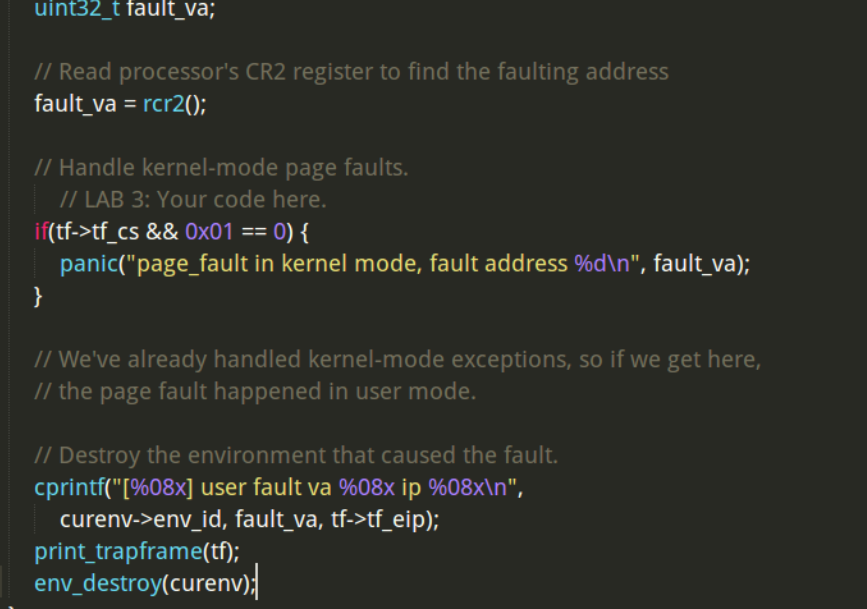 uint32_t fault_va;
// Read processor's CR2 register to find the faulting address
fault_va = rcr2();
// Handle kernel-mode page faults.
// LAB 3: Your code here.
if(tf->tf_cs && 0x01 == 0) {
panic("page_fault in kernel mode, fault address %d\n", fault_va);
}
// We've already handled kernel-mode exceptions, so if we get here,
// the page fault happened in user mode.
// Destroy the environment that caused the fault.
cprintf("[%08x] user fault va %08x ip %08x\n",
curenv->env_id, fault_va, tf->tf_eip);
print_trapframe(tf);
env_destroy(curenv);